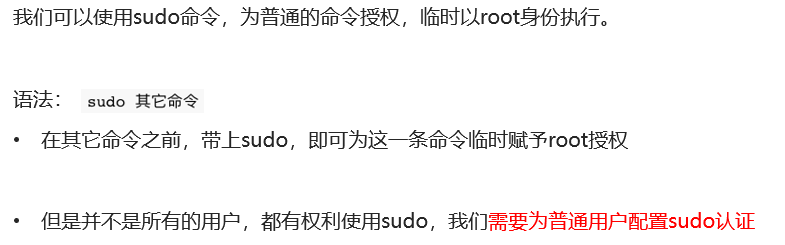 我们可以使用sudo命令，为普通的命令授权，临时以root身份执行。
语法： sudo 其它命令
• 在其它命令之前，带上sudo，即可为这一条命令临时赋予root授权
• 但是并不是所有的用户，都有权利使用sudo，我们需要为普通用户配置sudo认证